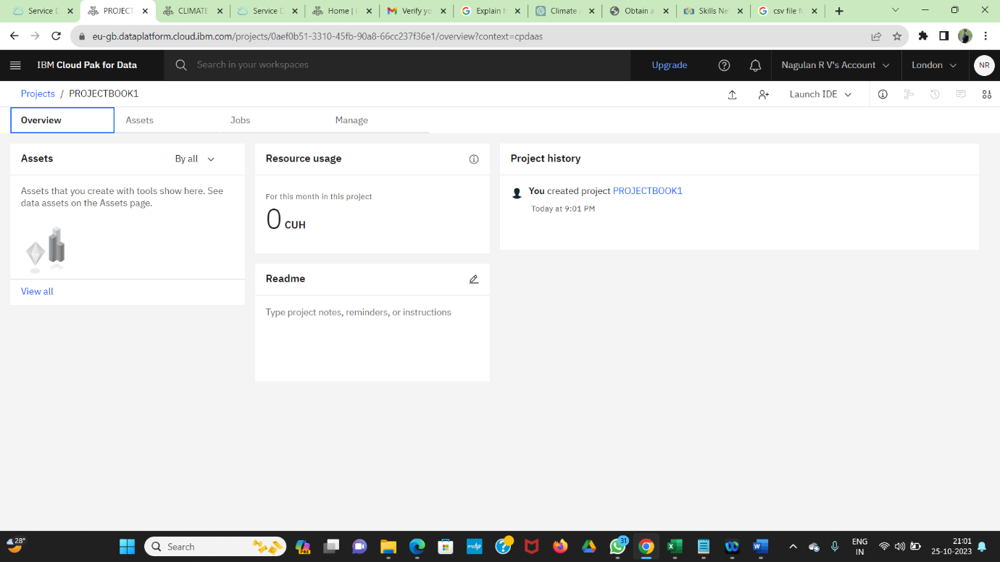 Service D
PROJECT
CLIMATE
Service D
Home |
Verify yo
Explain h
Climate A
Obtain a
Skills Ne
csv file f
eu-gb.dataplatform.cloud.ibm.com/projects/0aef0b51-3310-45fb-90a8-66cc237f36e1/overview?context=cpdaas
IBM Cloud Pak for Data
Search in your workspaces
Upgrade
Nagulan R V's Account
London
NR
Projects / PROJECTBOOK1
Launch IDE
Overview
Assets
Jobs
Manage
Assets
By all
Assets that you create with tools show here. See
data assets on the Assets page.
View all
Resource usage
For this month in this project
0 CUH
Readme
Type project notes, reminders, or instructions
Project history
You created project PROJECTBOOK1
Today at 9:01 PM
28°
Search
PRE
myhp
31
ENG
IN
21:01
25-10-2023